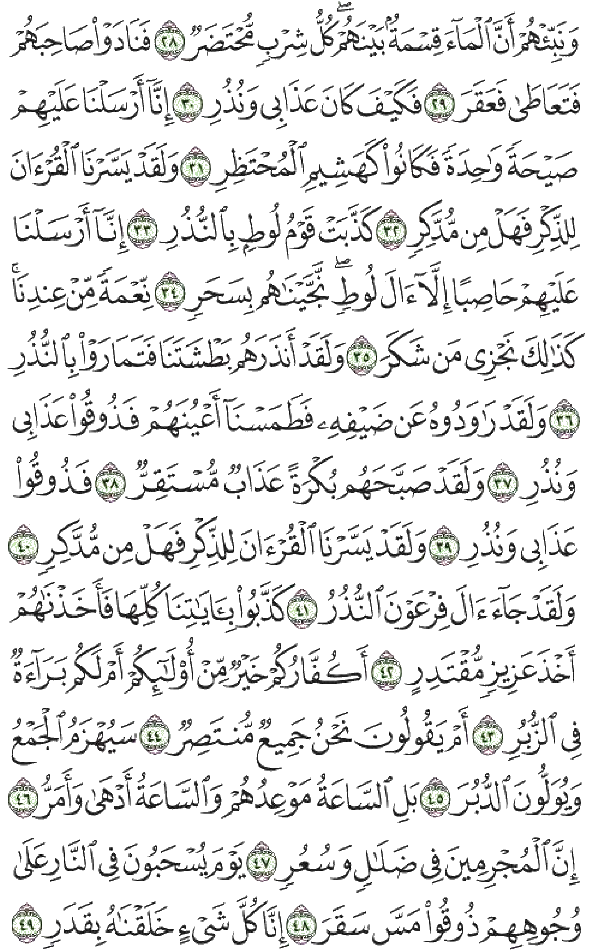 وَنَبِّئْهُمْ أَنَّ ٱلْمَآءَ قِسْمَةٌۢ بَيْنَهُمْ ۖ كُلُّ شِرْبٍ مُّحْتَضَرٌ ٢٨ فَنَادَوْا۟ صَاحِبَهُمْ
فَتَعَاطَىٰ فَعَقَرَ ٢٩ فَكَيْفَ كَانَ عَذَابِى وَنُذُرِ ٣٠ إِنَّآ أَرْسَلْنَا عَلَيْهِمْ
صَيْحَةً وَٰحِدَةً فَكَانُوا۟ كَهَشِيمِ ٱلْمُحْتَظِرِ ٣١ وَلَقَدْ يَسَّرْنَا ٱلْقُرْءَانَ
لِلذِّكْرِ فَهَلْ مِن مُّدَّكِرٍ ٣٢ كَذَّبَتْ قَوْمُ لُوطٍۭ بِٱلنُّذُرِ ٣٣ إِنَّآ أَرْسَلْنَا
عَلَيْهِمْ حَاصِبًا إِلَّآ ءَالَ لُوطٍ ۖ نَّجَّيْنَٰهُم بِسَحَرٍ ٣٤ نِّعْمَةً مِّنْ عِندِنَا ۚ
كَذَٰلِكَ نَجْزِى مَن شَكَرَ ٣٥ وَلَقَدْ أَنذَرَهُم بَطْشَتَنَا فَتَمَارَوْا۟ بِٱلنُّذُرِ
٣٦ وَلَقَدْ رَٰوَدُوهُ عَن ضَيْفِهِۦ فَطَمَسْنَآ أَعْيُنَهُمْ فَذُوقُوا۟ عَذَابِى
وَنُذُرِ ٣٧ وَلَقَدْ صَبَّحَهُم بُكْرَةً عَذَابٌ مُّسْتَقِرٌّ ٣٨ فَذُوقُوا۟
عَذَابِى وَنُذُرِ ٣٩ وَلَقَدْ يَسَّرْنَا ٱلْقُرْءَانَ لِلذِّكْرِ فَهَلْ مِن مُّدَّكِرٍ ٤٠
وَلَقَدْ جَآءَ ءَالَ فِرْعَوْنَ ٱلنُّذُرُ ٤١ كَذَّبُوا۟ بِـَٔايَٰتِنَا كُلِّهَا فَأَخَذْنَٰهُمْ
أَخْذَ عَزِيزٍ مُّقْتَدِرٍ ٤٢ أَكُفَّارُكُمْ خَيْرٌ مِّنْ أُو۟لَٰٓئِكُمْ أَمْ لَكُم بَرَآءَةٌ
فِى ٱلزُّبُرِ ٤٣ أَمْ يَقُولُونَ نَحْنُ جَمِيعٌ مُّنتَصِرٌ ٤٤ سَيُهْزَمُ ٱلْجَمْعُ
وَيُوَلُّونَ ٱلدُّبُرَ ٤٥ بَلِ ٱلسَّاعَةُ مَوْعِدُهُمْ وَٱلسَّاعَةُ أَدْهَىٰ وَأَمَرُّ ٤٦
إِنَّ ٱلْمُجْرِمِينَ فِى ضَلَٰلٍ وَسُعُرٍ ٤٧ يَوْمَ يُسْحَبُونَ فِى ٱلنَّارِ عَلَىٰ
وُجُوهِهِمْ ذُوقُوا۟ مَسَّ سَقَرَ ٤٨ إِنَّا كُلَّ شَىْءٍ خَلَقْنَٰهُ بِقَدَرٍ ٤٩